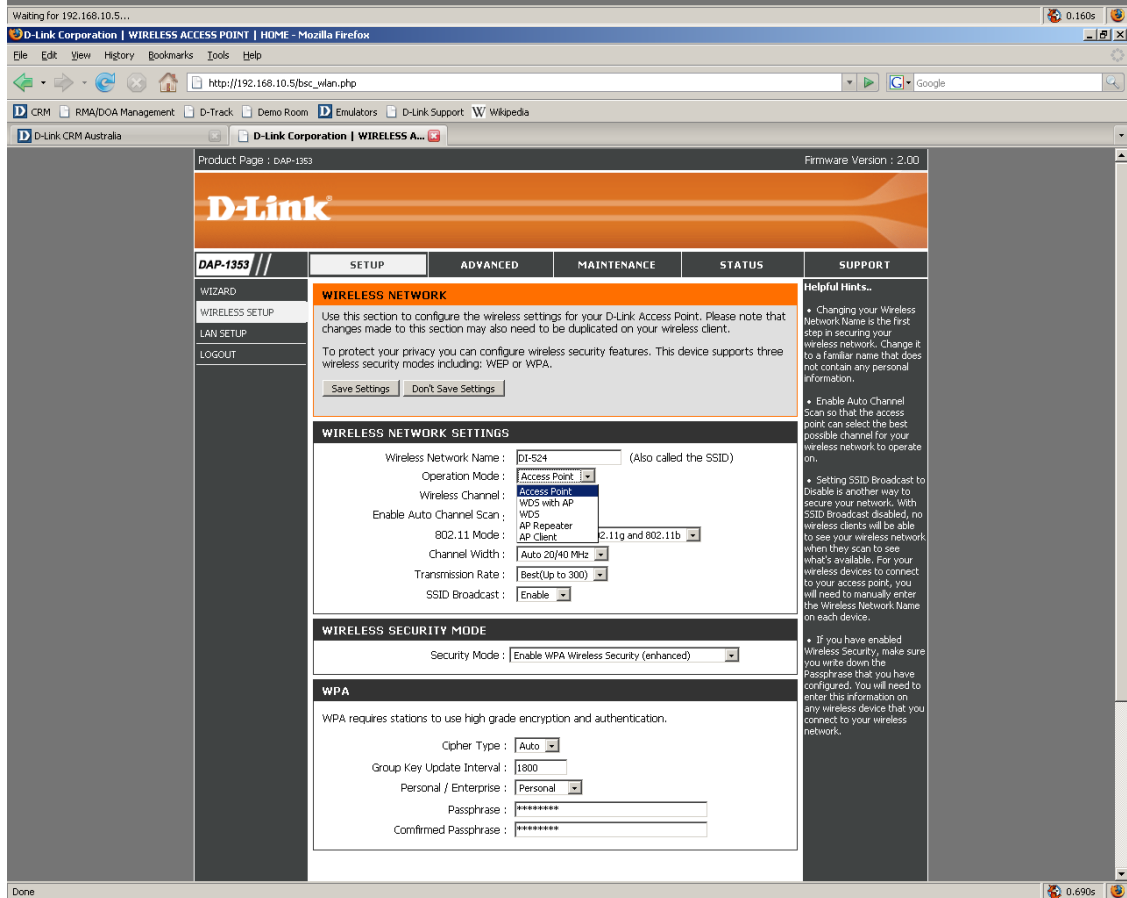 Waiting for 192.168.10.5...
0.160s
D-Link Corporation | WIRELESS ACCESS POINT | HOME - Mozilla Firefox
File Edit View History Bookmarks Tools Help
http://192.168.10.5/bsc_wlan.php
G Google
CRM RMA/DOA Management D-Track Demo Room Emulators D-Link Support Wikipedia
D-Link CRM Australia
D-Link Corporation | WIRELESS A...
Product Page : DAP-1353
Firmware Version : 2.00
D-Link
DAP-1353
SETUP ADVANCED MAINTENANCE STATUS SUPPORT
WIZARD
WIRELESS SETUP
LAN SETUP
LOGOUT
WIRELESS NETWORK
Use this section to configure the wireless settings for your D-Link Access Point. Please note that
changes made to this section may also need to be duplicated on your wireless client.
To protect your privacy you can configure wireless security features. This device supports three
wireless security modes including: WEP or WPA.
Save Settings Don't Save Settings
WIRELESS NETWORK SETTINGS
Wireless Network Name : DI-524 (Also called the SSID)
Operation Mode : Access Point
Access Point
WDS with AP
WDS
AP Repeater
AP Client
Wireless Channel :
Enable Auto Channel Scan :
802.11 Mode : 2.11g and 802.11b
Channel Width : Auto 20/40 MHz
Transmission Rate : Best(Up to 300)
SSID Broadcast : Enable
WIRELESS SECURITY MODE
Security Mode : Enable WPA Wireless Security (enhanced)
WPA
WPA requires stations to use high grade encryption and authentication.
Cipher Type : Auto
Group Key Update Interval : 1800
Personal / Enterprise : Personal
Passphrase : ********
Comfirmed Passphrase : ********
Helpful Hints..
• Changing your Wireless
Network Name is the first
step in securing your
wireless network. Change it
to a familiar name that does
not contain any personal
information.
• Enable Auto Channel
Scan so that the access
point can select the best
possible channel for your
wireless network to operate
on.
• Setting SSID Broadcast to
Disable is another way to
secure your network. With
SSID Broadcast disabled, no
wireless clients will be able
to see your wireless network
when they scan to see
what's available. For your
wireless devices to connect
to your access point, you
will need to manually enter
the Wireless Network Name
on each device.
• If you have enabled
Wireless Security, make sure
you write down the
Passphrase that you have
configured. You will need to
enter this information on
any wireless device that you
connect to your wireless
network.
Done
0.690s